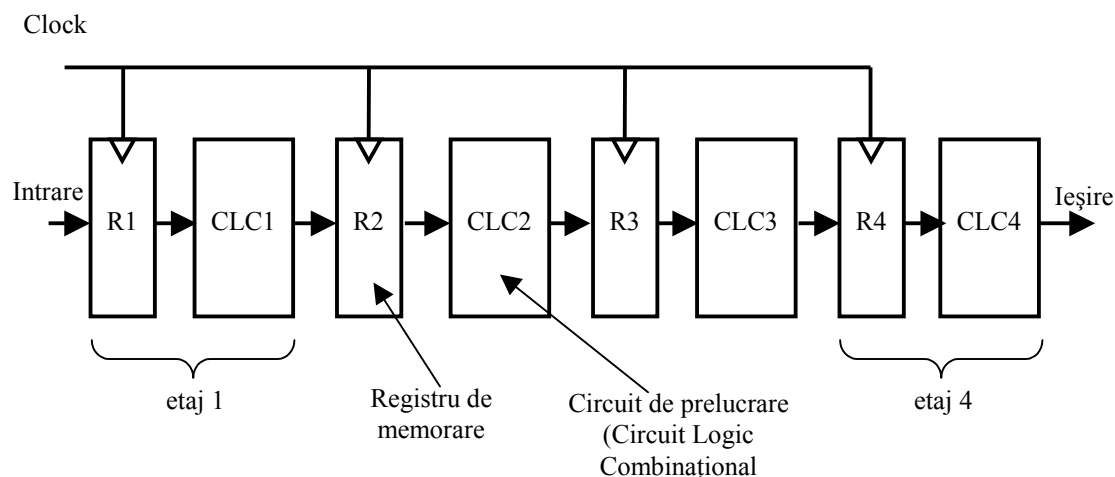 Clock
Intrare
R1
CLC1
R2
CLC2
R3
CLC3
R4
CLC4
Ieşire
etaj 1
Registru de
memorare
Circuit de prelucrare
(Circuit Logic
Combinaţional
etaj 4